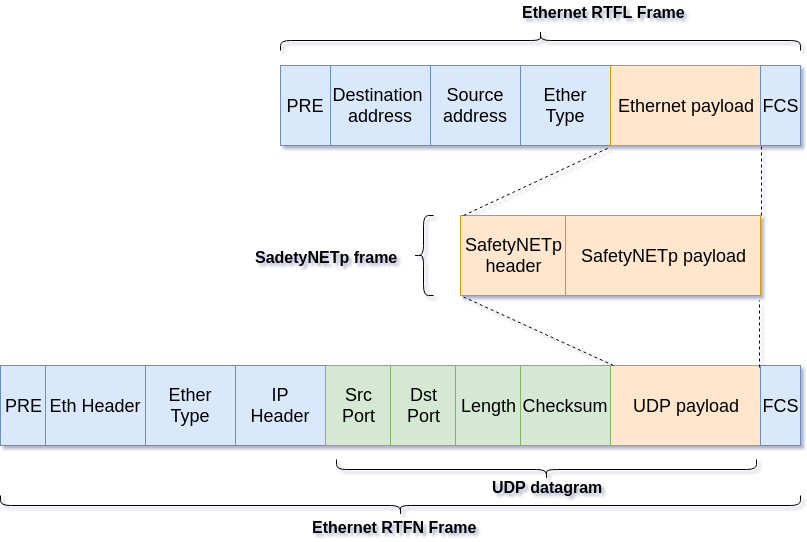 Ethernet RTFL Frame
PRE
Destination
address
Source
address
Ether
Type
Ethernet payload
FCS
SadetyNETp frame
SafetyNETp
header
SafetyNETp payload
PRE
Eth Header
Ether
Type
IP
Header
Src
Port
Dst
Port
Length
Checksum
UDP payload
FCS
UDP datagram
Ethernet RTFN Frame